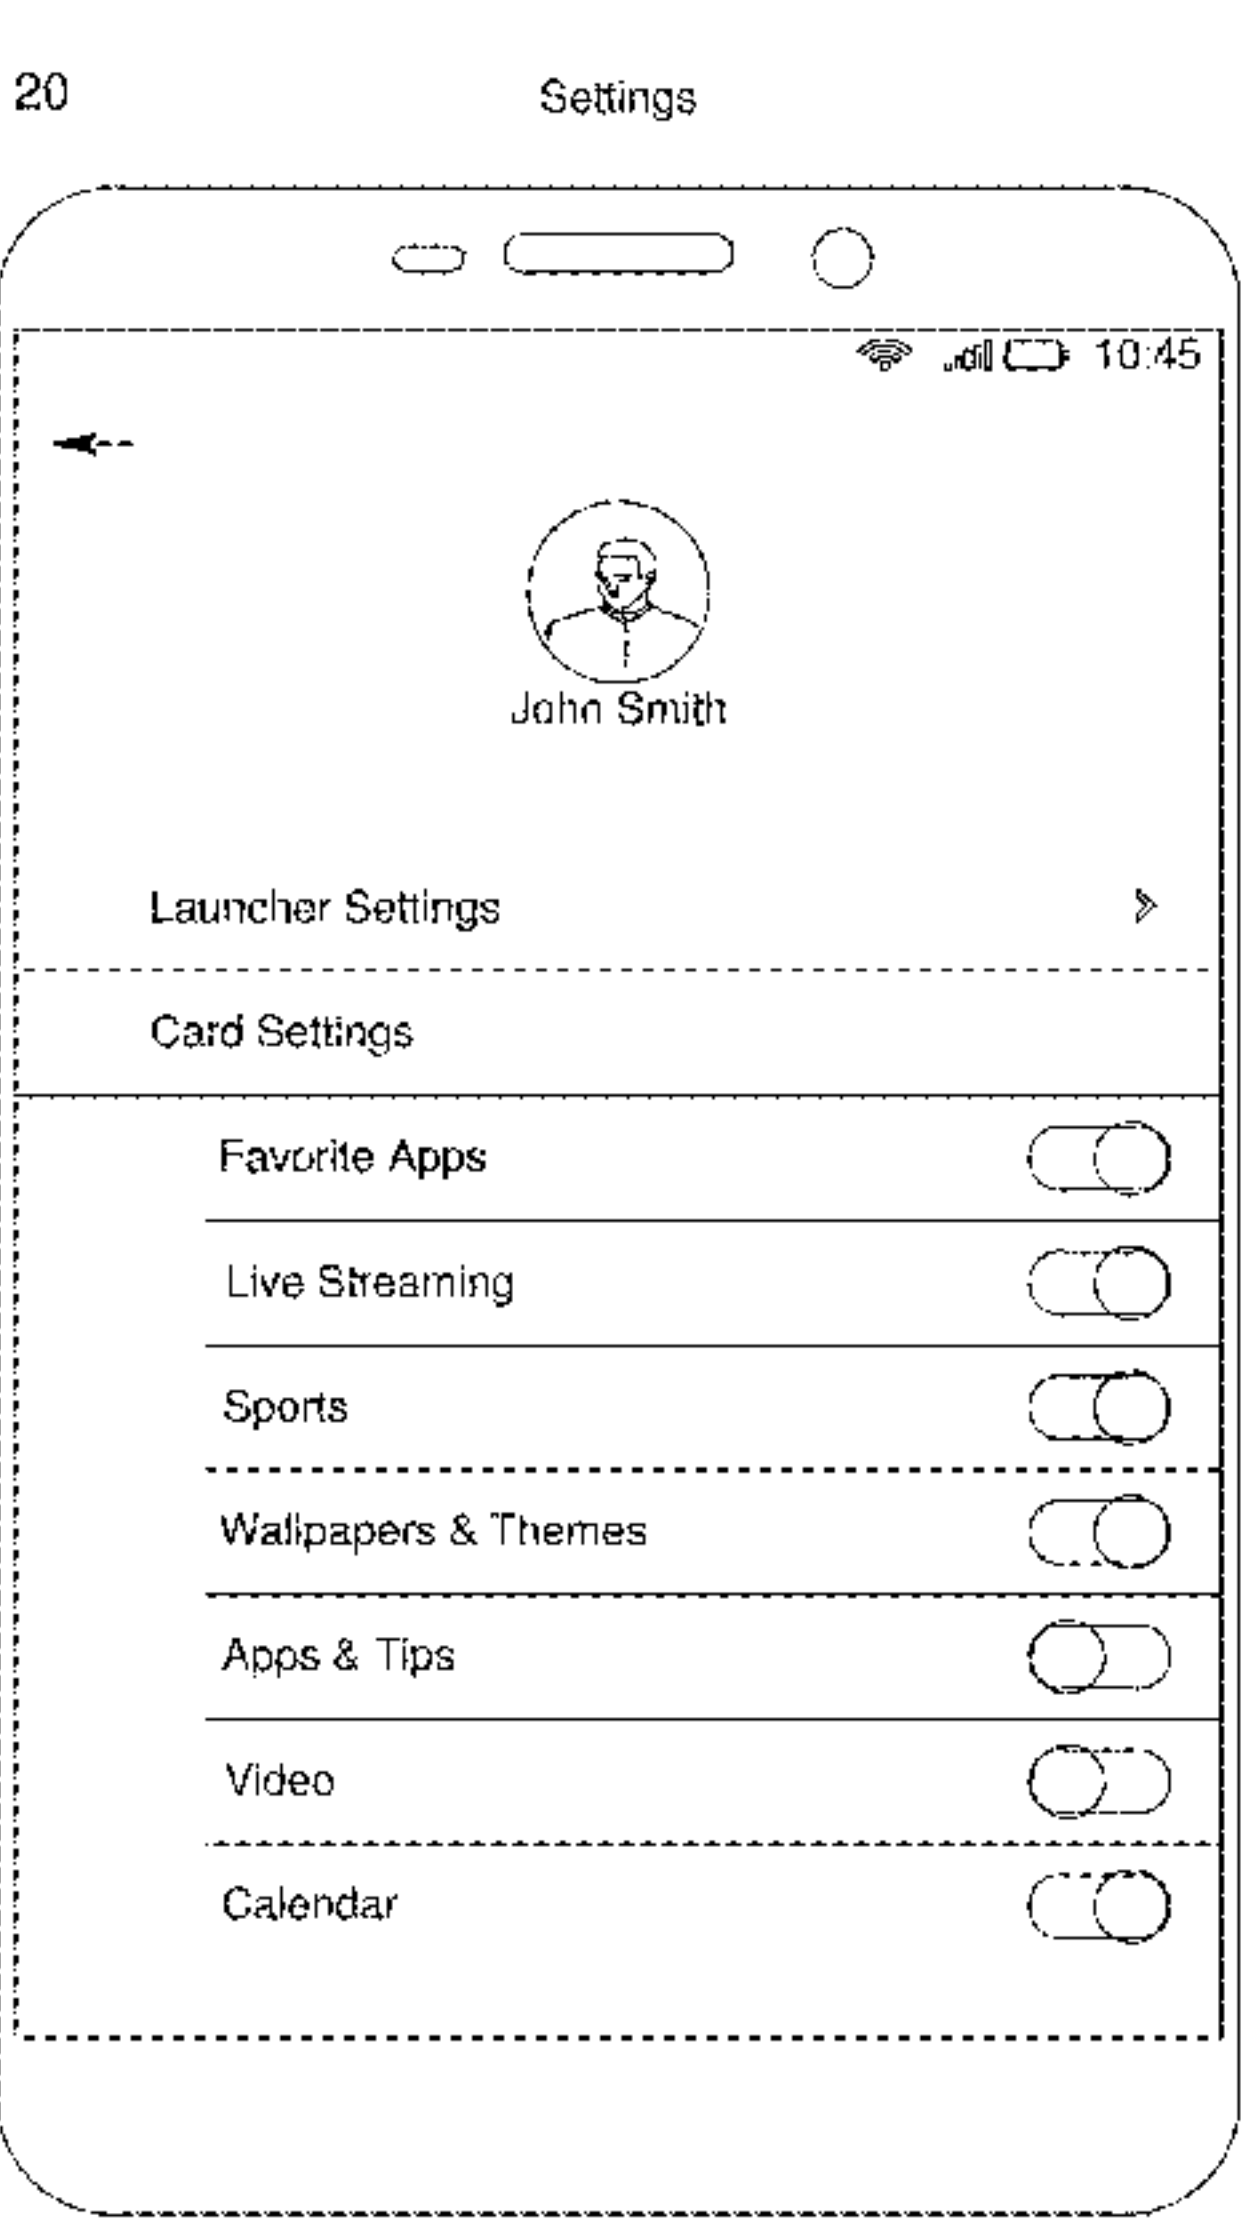 20
Settings
10:45
John Smith
Launcher Settings
Card Settings
Favorite Apps
Live Streaming
Sports
Wallpapers & Themes
Apps & Tips
Video
Calendar